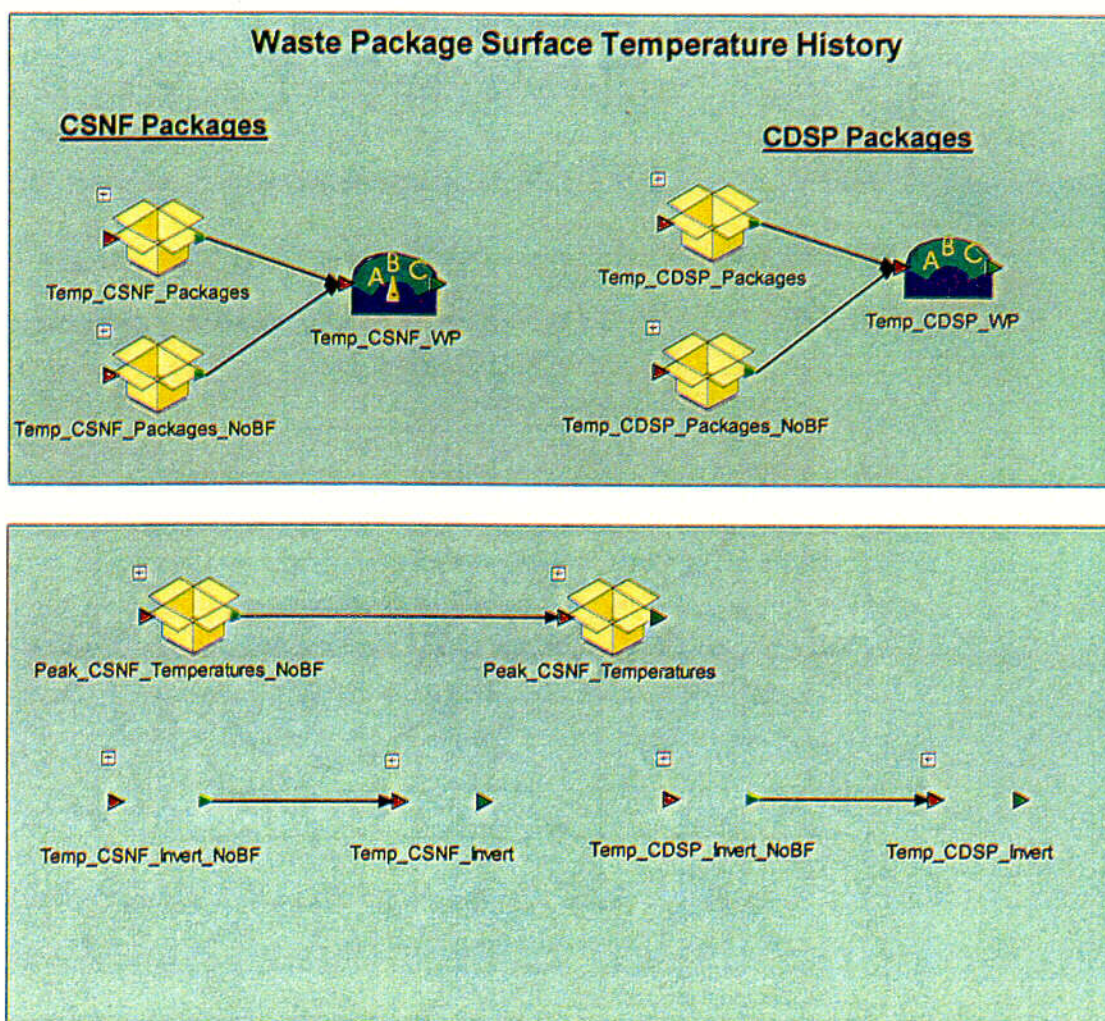 Waste Package Surface Temperature History
CSNF Packages
CDSP Packages
Temp_CSNF_Packages
Temp_CDSP_Packages
A B C
A B C
Temp_CSNF_WP
Temp_CDSP_WP
Temp_CSNF_Packages_NoBF
Temp_CDSP_Packages_NoBF
Peak_CSNF_Temperatures_NoBF
Peak_CSNF_Temperatures
Temp_CSNF_Invert_NoBF
Temp_CSNF_Invert
Temp_CDSP_Invert_NoBF
Temp_CDSP_Invert